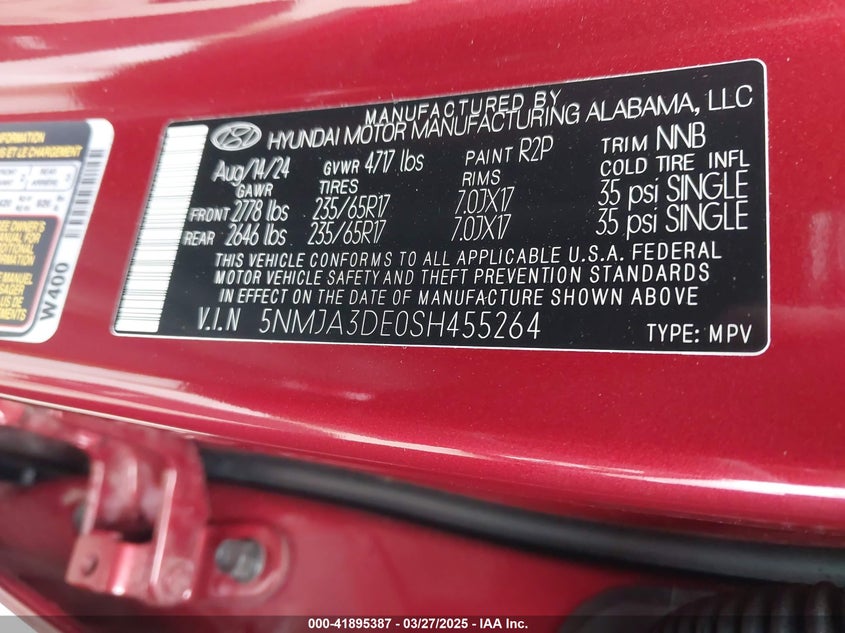 MANUFACTURED BY
HYUNDAI MOTOR MANUFACTURING ALABAMA, LLC
Aug/14/24 GVWR 4717 lbs PAINT R2P TRIM NNB
GAWR TIRES RIMS COLD TIRE INFL
FRONT 2778 lbs 235/65R17 7.0JX17 35 psi SINGLE
REAR 2646 lbs 235/65R17 7.0JX17 35 psi SINGLE
THIS VEHICLE CONFORMS TO ALL APPLICABLE U.S.A. FEDERAL
MOTOR VEHICLE SAFETY AND THEFT PREVENTION STANDARDS
IN EFFECT ON THE DATE OF MANUFACTURE SHOWN ABOVE
V.I.N 5NMJA3DE0SH455264 TYPE: MPV
ET LE CHARGEMENT
W400
000-41895387 - 03/27/2025 - IAA Inc.